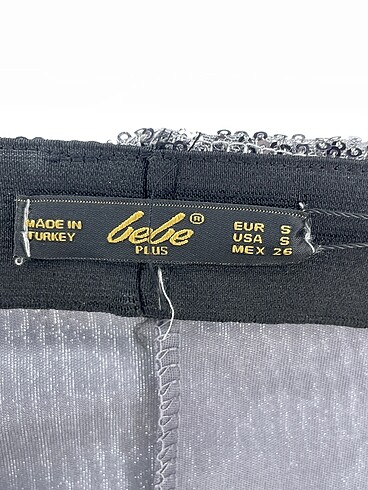 MADE IN
TURKEY
bebe®
PLUS
EUR S
USA S
MEX 26